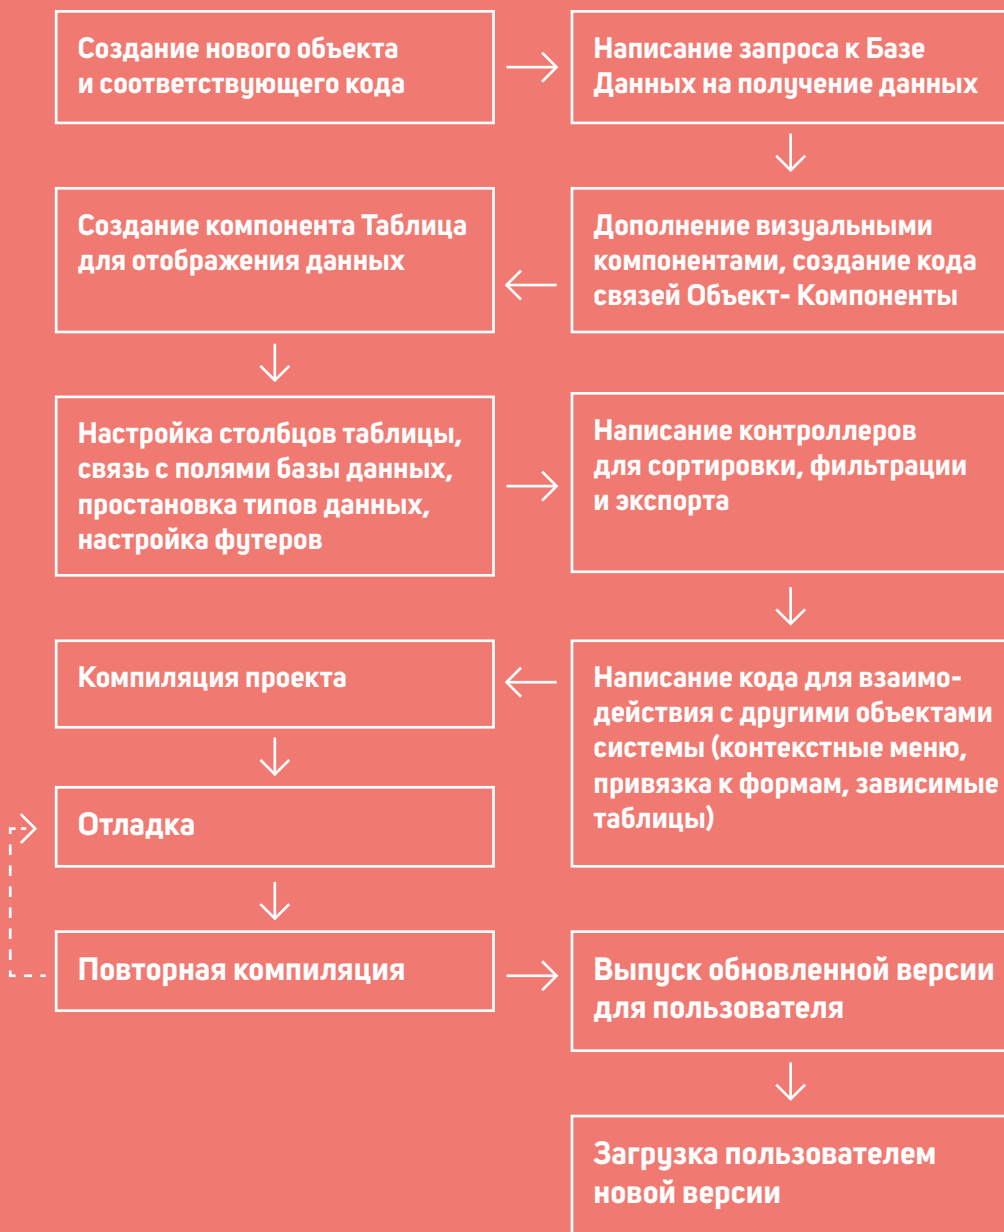 Создание нового объекта
и соответствующего кода
Написание запроса к Базе
Данных на получение данных
Дополнение визуальными
компонентами, создание кода
связей Объект- Компоненты
Создание компонента Таблица
для отображения данных
Настройка столбцов таблицы,
связь с полями базы данных,
простановка типов данных,
настройка футеров
Написание контроллеров
для сортировки, фильтрации
и экспорта
Написание кода для взаимо-
действия с другими объектами
системы (контекстные меню,
привязка к формам, зависимые
таблицы)
Компиляция проекта
Отладка
Повторная компиляция
Выпуск обновленной версии
для пользователя
Загрузка пользователем
новой версии